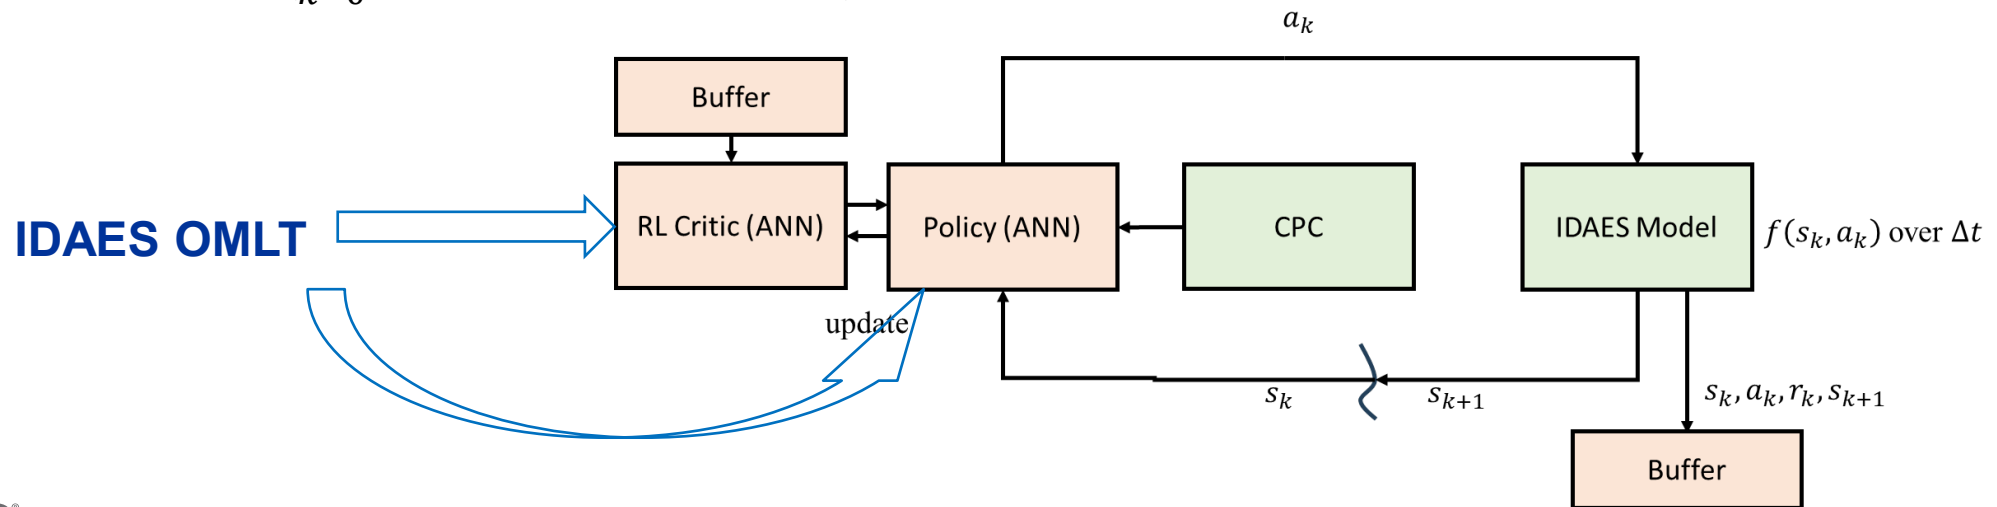 a_k
Buffer
IDAES OMLT
RL Critic (ANN)
Policy (ANN)
CPC
IDAES Model
f(s_k, a_k) over Δt
update
s_k
s_{k+1}
s_k, a_k, r_k, s_{k+1}
Buffer
®